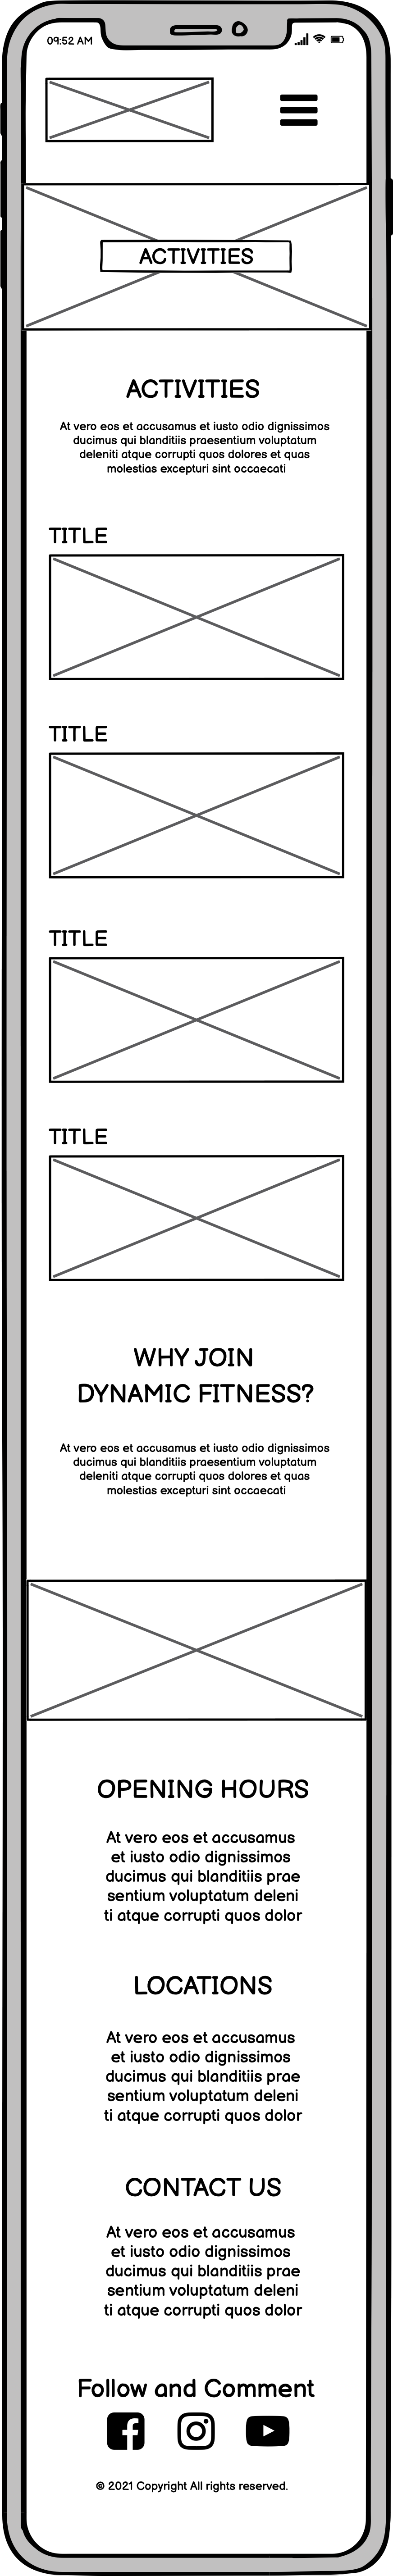 09:52 AM
ACTIVITIES
ACTIVITIES
At vero eos et accusamus et iusto odio dignissimos
ducimus qui blanditiis praesentium voluptatum
deleniti atque corrupti quos dolores et quas
molestias excepturi sint occaecati
TITLE
TITLE
TITLE
TITLE
WHY JOIN
DYNAMIC FITNESS?
At vero eos et accusamus et iusto odio dignissimos
ducimus qui blanditiis praesentium voluptatum
deleniti atque corrupti quos dolores et quas
molestias excepturi sint occaecati
OPENING HOURS
At vero eos et accusamus
et iusto odio dignissimos
ducimus qui blanditiis prae
sentium voluptatum deleni
ti atque corrupti quos dolor
LOCATIONS
At vero eos et accusamus
et iusto odio dignissimos
ducimus qui blanditiis prae
sentium voluptatum deleni
ti atque corrupti quos dolor
CONTACT US
At vero eos et accusamus
et iusto odio dignissimos
ducimus qui blanditiis prae
sentium voluptatum deleni
ti atque corrupti quos dolor
Follow and Comment
© 2021 Copyright All rights reserved.